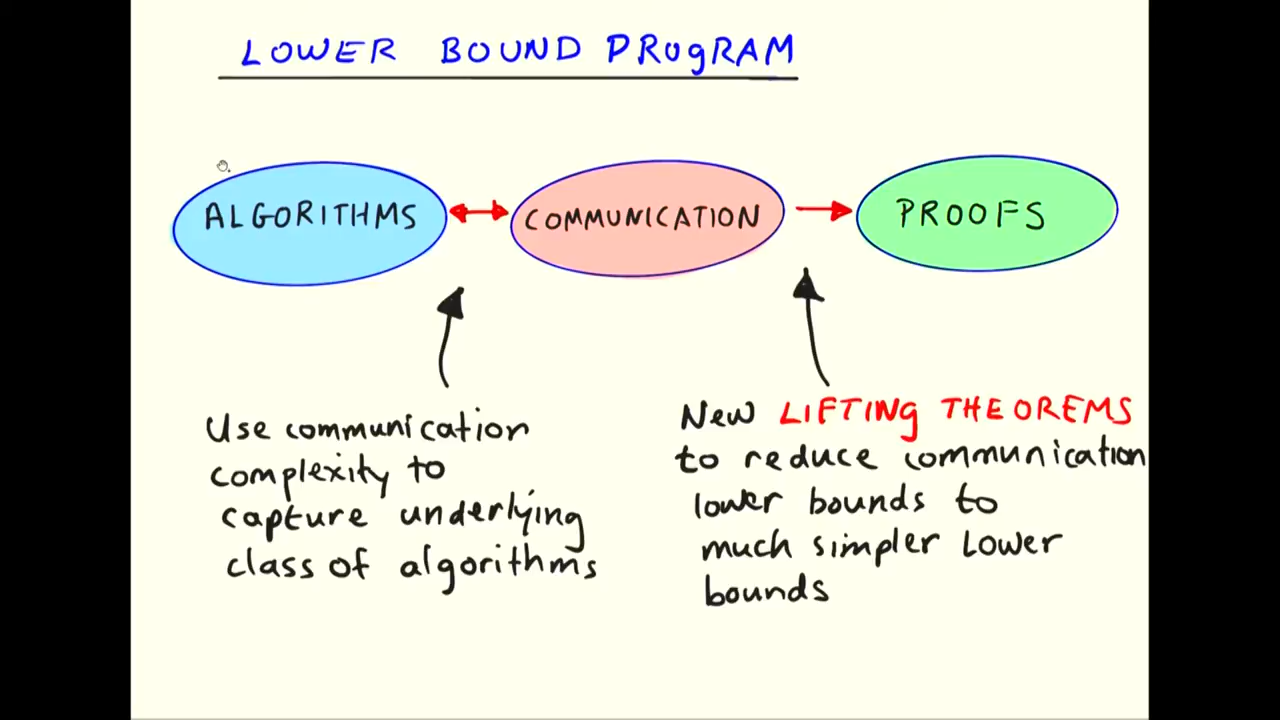 LOWER BOUND PROgRAM
ALGORITHMS
COMMUNICATION
PROOFS
Use communication
complexity to
capture underlying
class of algorithms
New LIFTING THEOREMS
to reduce communication
lower bounds to
much simpler lower
bounds